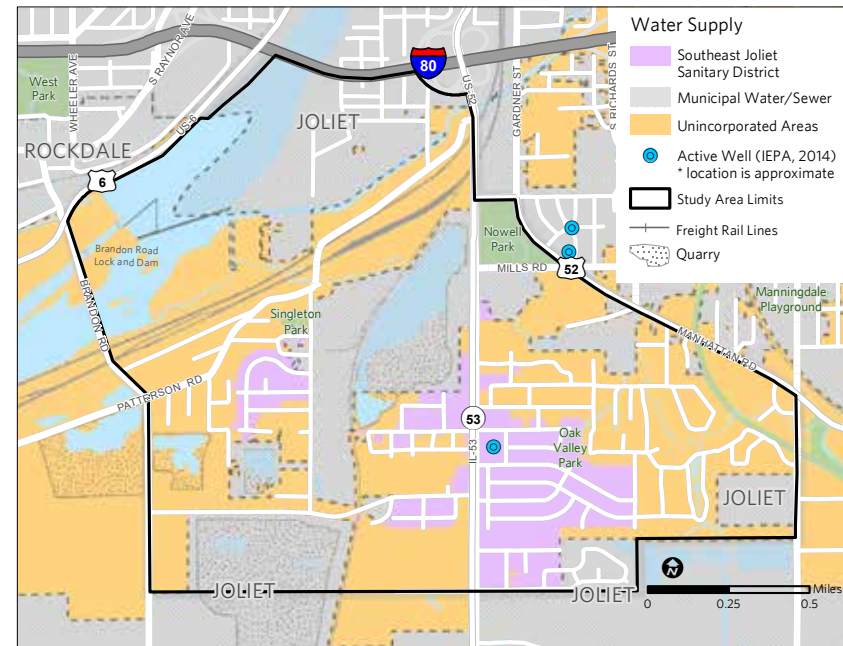 Water Supply
Southeast Joliet
Sanitary District
Municipal Water/Sewer
Unincorporated Areas
Active Well (IEPA, 2014)
* location is approximate
Study Area Limits
Freight Rail Lines
Quarry
WHEELER AVE
S RAYNOR AVE
US-6
80
US-52
GARDNER ST
S RICHARDS ST
West
Park
JOLIET
ROCKDALE
6
Brandon Road
Lock and Dam
Nowell
Park
MILLS RD
52
Manningdale
Playground
BRANDON RD
Singleton
Park
MANHATTAN RD
PATTERSON RD
53
IL-53
Oak
Valley
Park
JOLIET
JOLIET
JOLIET
N
Miles
0
0.25
0.5